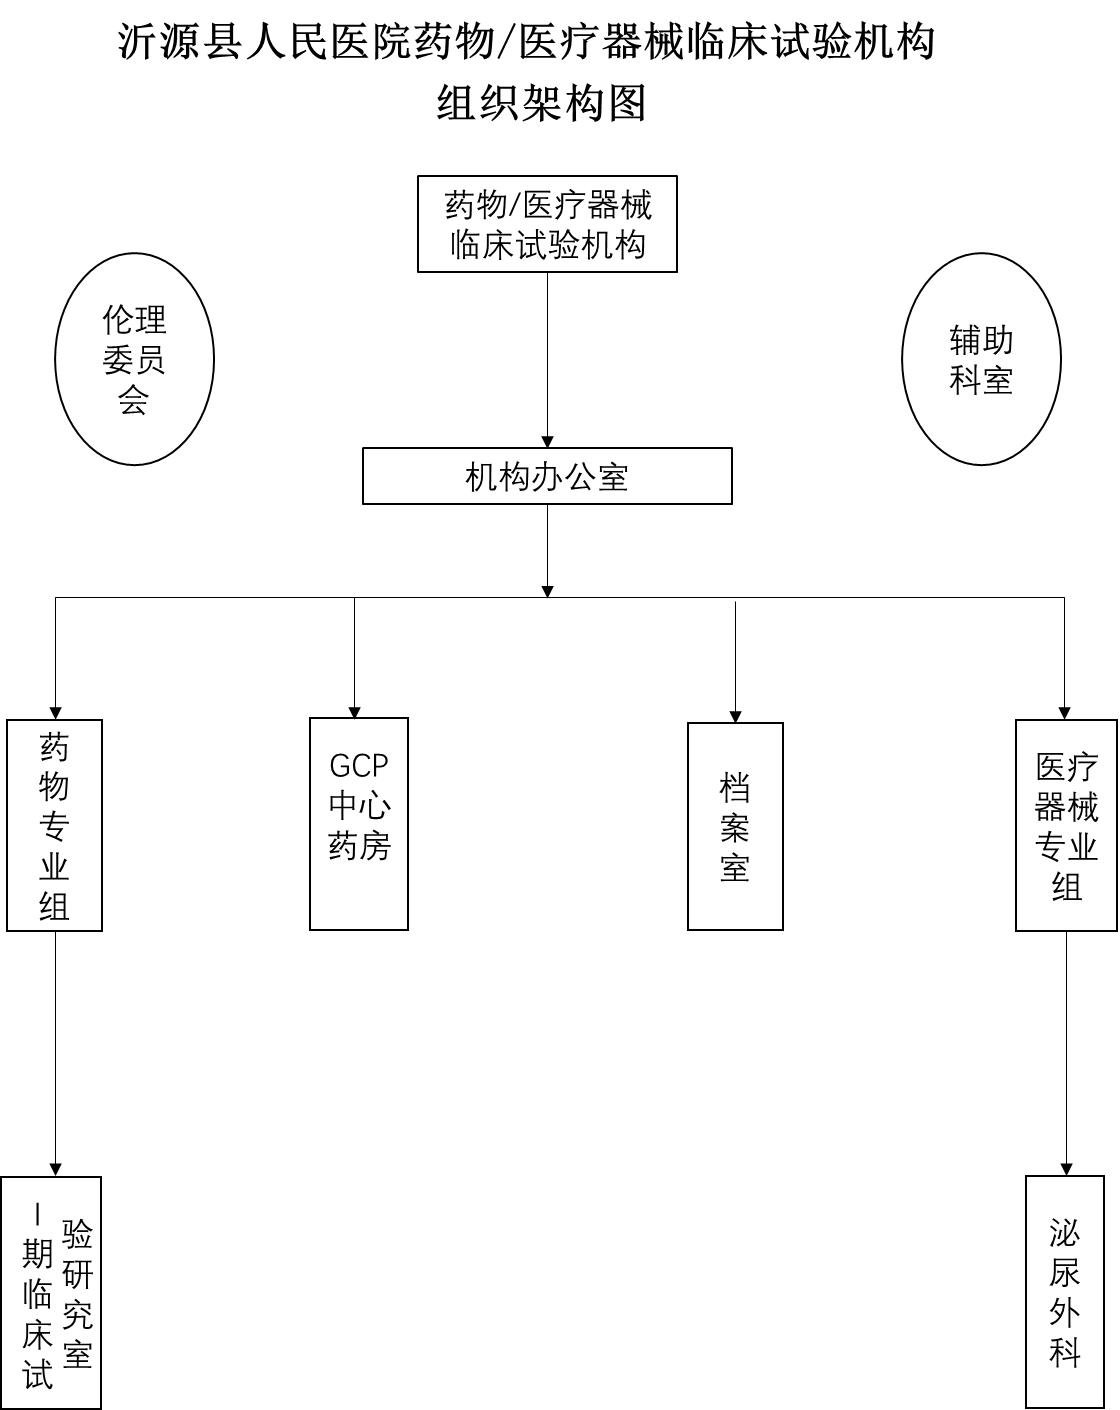 沂源县人民医院药物/医疗器械临床试验机构
组织架构图
药物/医疗器械
临床试验机构
伦理
委员
会
辅助
科室
机构办公室
药
物
专
业
组
GCP
中心
药房
档
案
室
医疗
器械
专业
组
I期临床试
验研究室
泌
尿
外
科